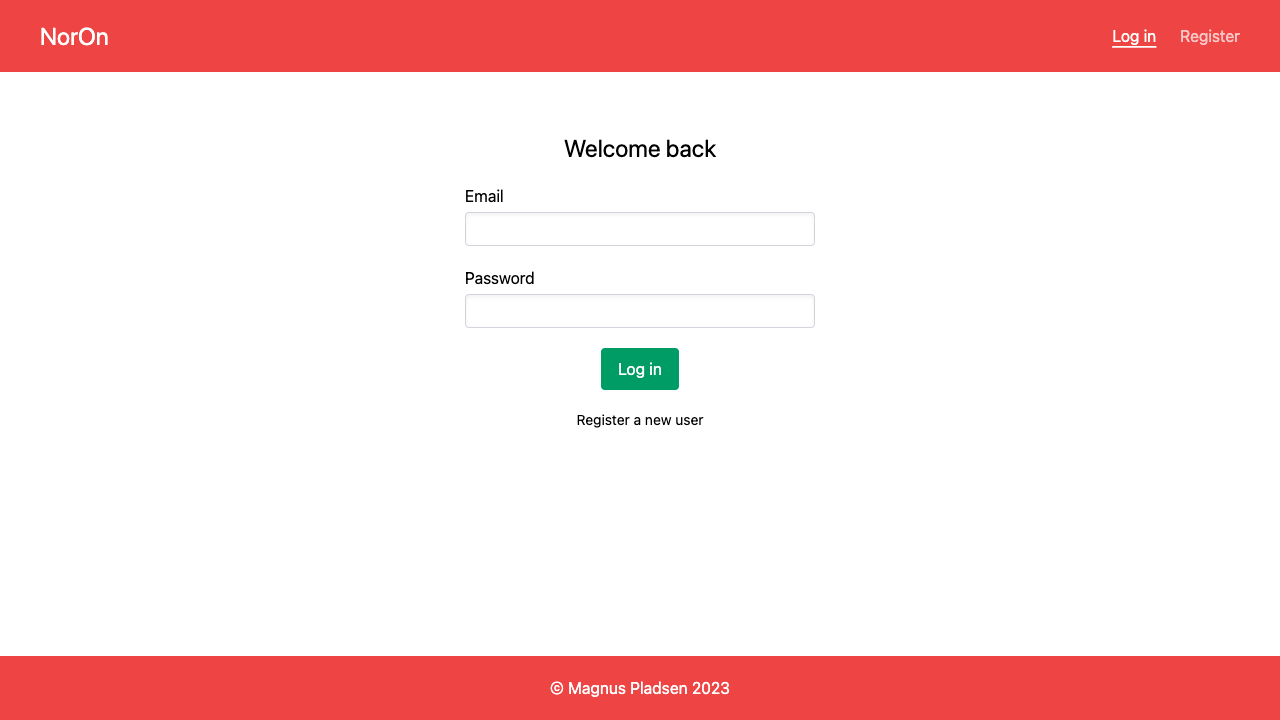 NorOn
Log in Register
Welcome back
Email
Password
Log in
Register a new user
© Magnus Pladsen 2023